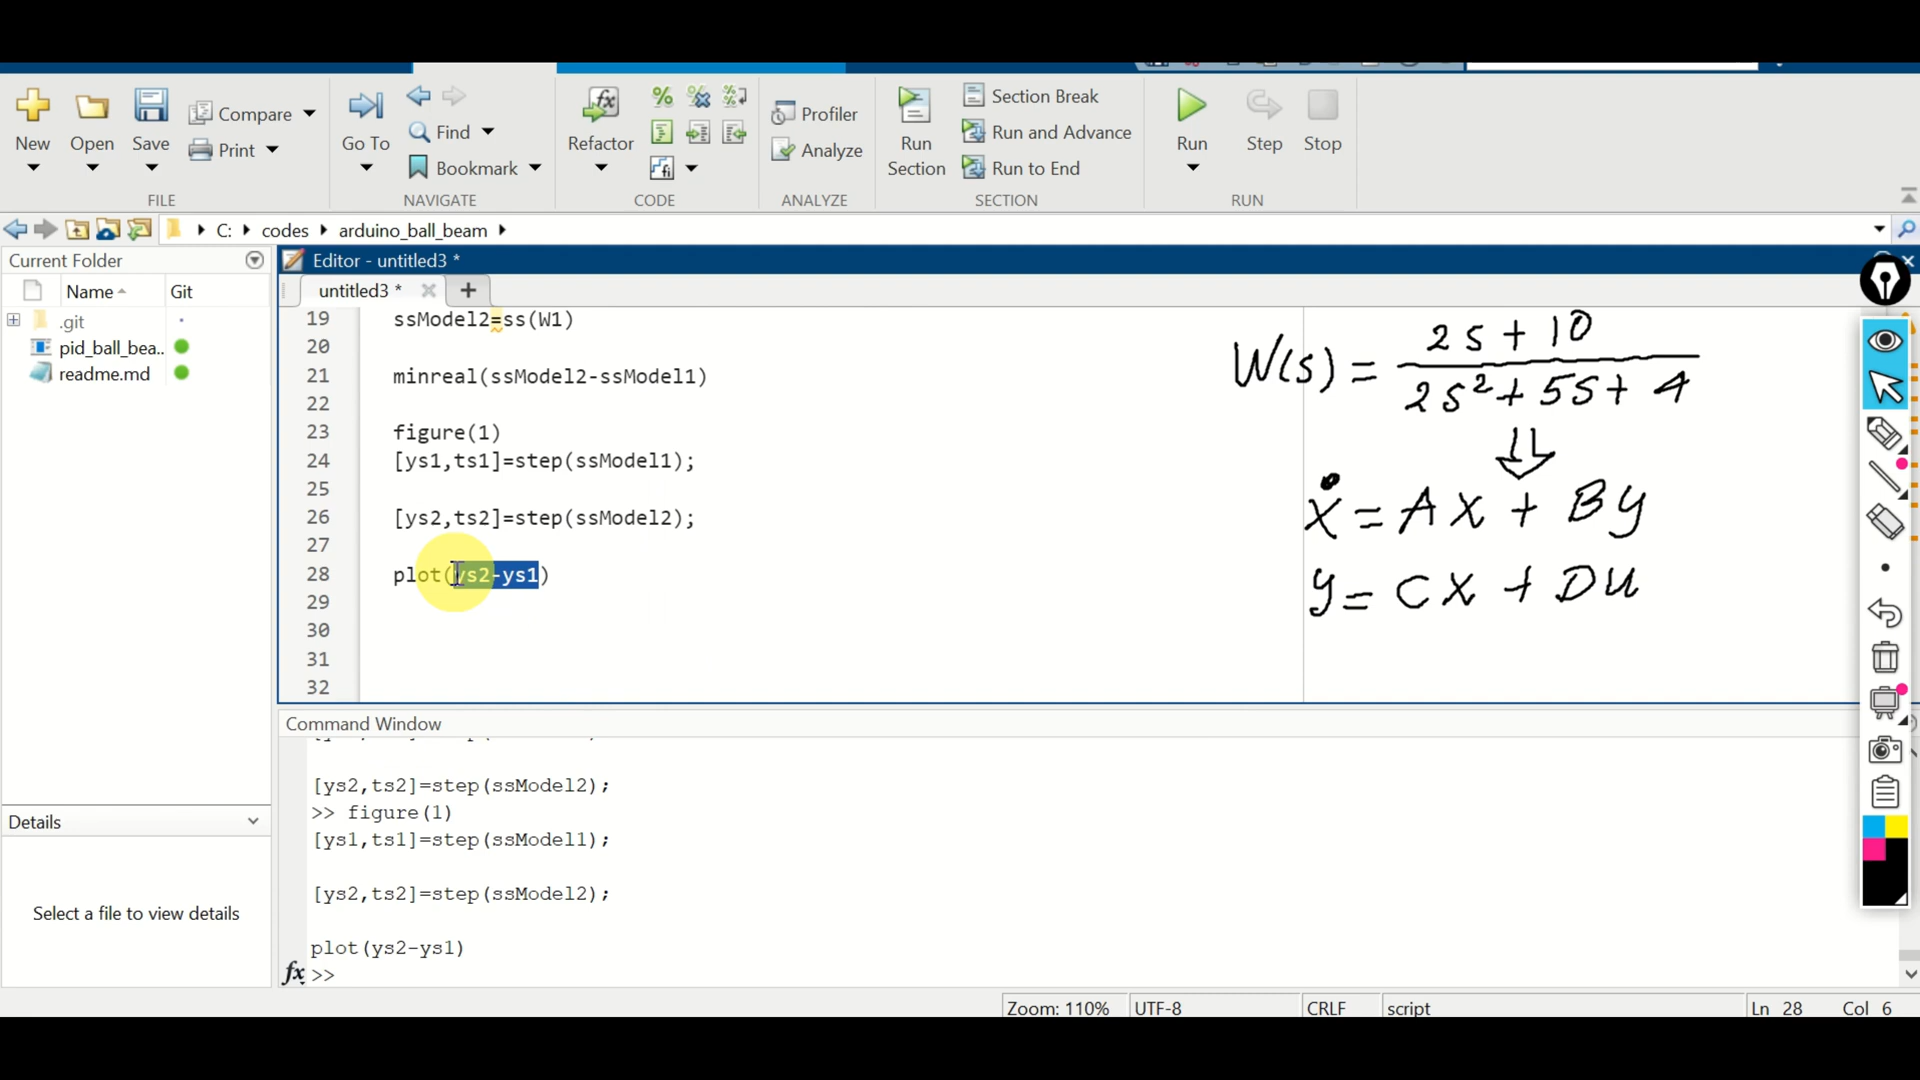 New
Open
Save
Compare
Print
Go To
Find
Bookmark
Refactor
Profiler
Analyze
Run Section
Section Break
Run and Advance
Run to End
Run
Step
Stop
FILE
NAVIGATE
CODE
ANALYZE
SECTION
RUN
C: codes arduino_ball_beam
Current Folder
Name
Git
.git
pid_ball_bea..
readme.md
Editor - untitled3 *
untitled3 *
19 ssModel2=ss(W1)
20
21 minreal(ssModel2-ssModel1)
22
23 figure(1)
24 [ys1,ts1]=step(ssModel1);
25
26 [ys2,ts2]=step(ssModel2);
27
28 plot(ys2-ys1)
29
30
31
32
W(s) = 2s + 10
2s² + 5s + 4
⇓
ẋ = Ax + By
y = Cx + Du
Details
Select a file to view details
Command Window
[ys2,ts2]=step(ssModel2);
>> figure(1)
[ys1,ts1]=step(ssModel1);
[ys2,ts2]=step(ssModel2);
plot(ys2-ys1)
fx >>
Zoom: 110%
UTF-8
CRLF
script
Ln 28
Col 6